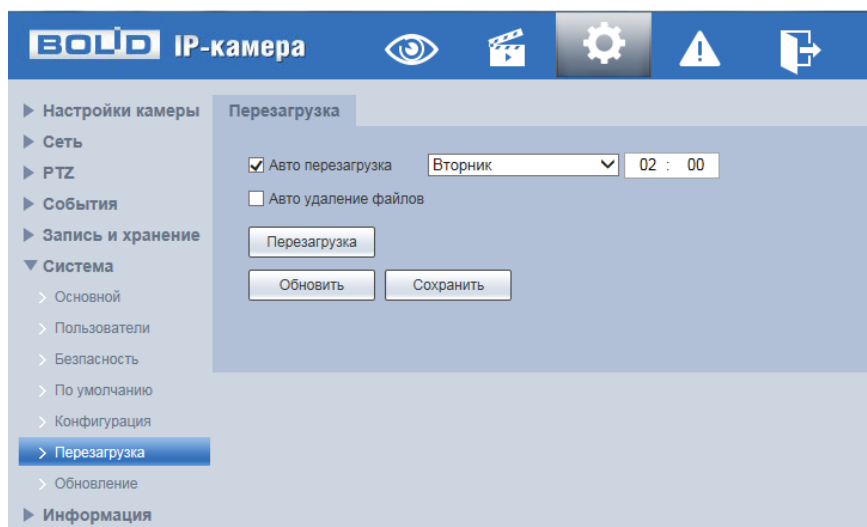 BOLID IP-камера
Настройки камеры
Сеть
PTZ
События
Запись и хранение
Система
Основной
Пользователи
Безпасность
По умолчанию
Конфигурация
Перезагрузка
Обновление
Информация
Перезагрузка
Авто перезагрузка Вторник 02 : 00
Авто удаление файлов
Перезагрузка
Обновить Сохранить